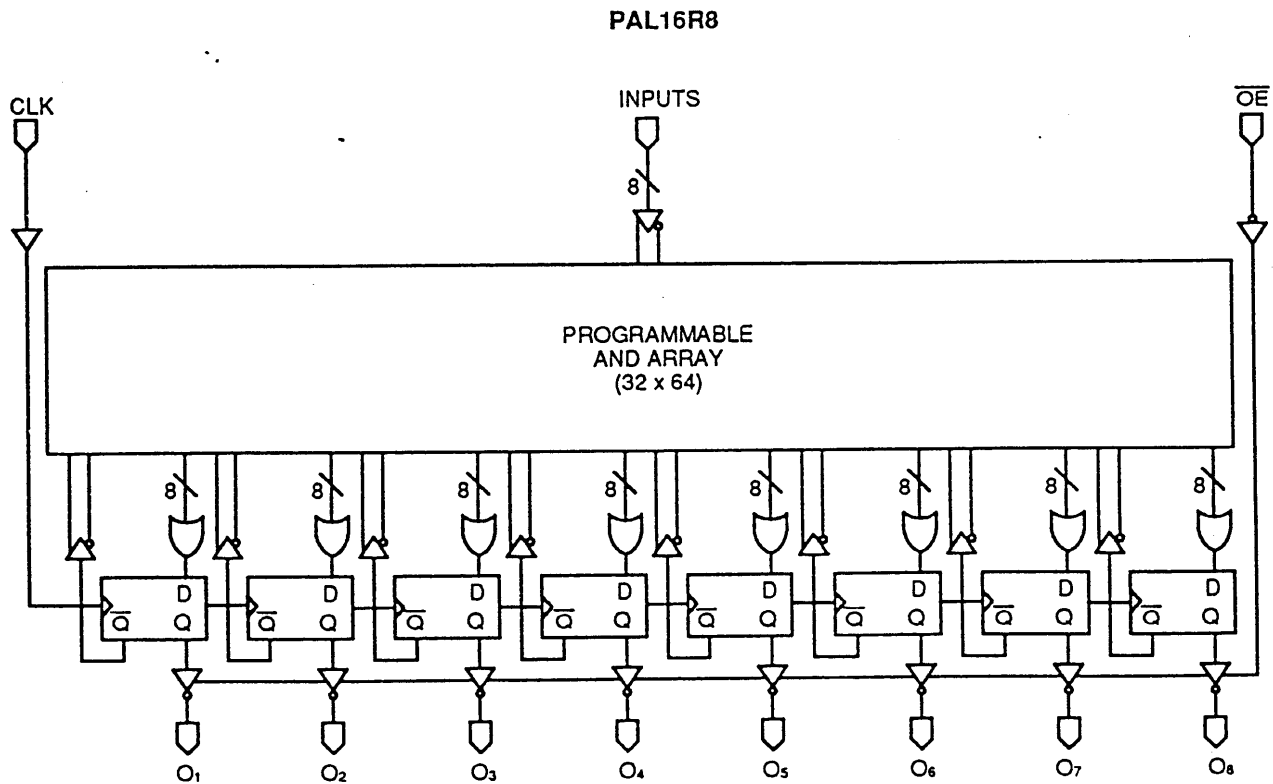 PAL16R8
CLK INPUTS O̅E̅
8
PROGRAMMABLE
AND ARRAY
(32 x 64)
8 8 8 8 8 8 8 8
D D D D D D D D
Q̅ Q Q̅ Q Q̅ Q Q̅ Q Q̅ Q Q̅ Q Q̅ Q Q̅ Q
O₁ O₂ O₃ O₄ O₅ O₆ O₇ O₈